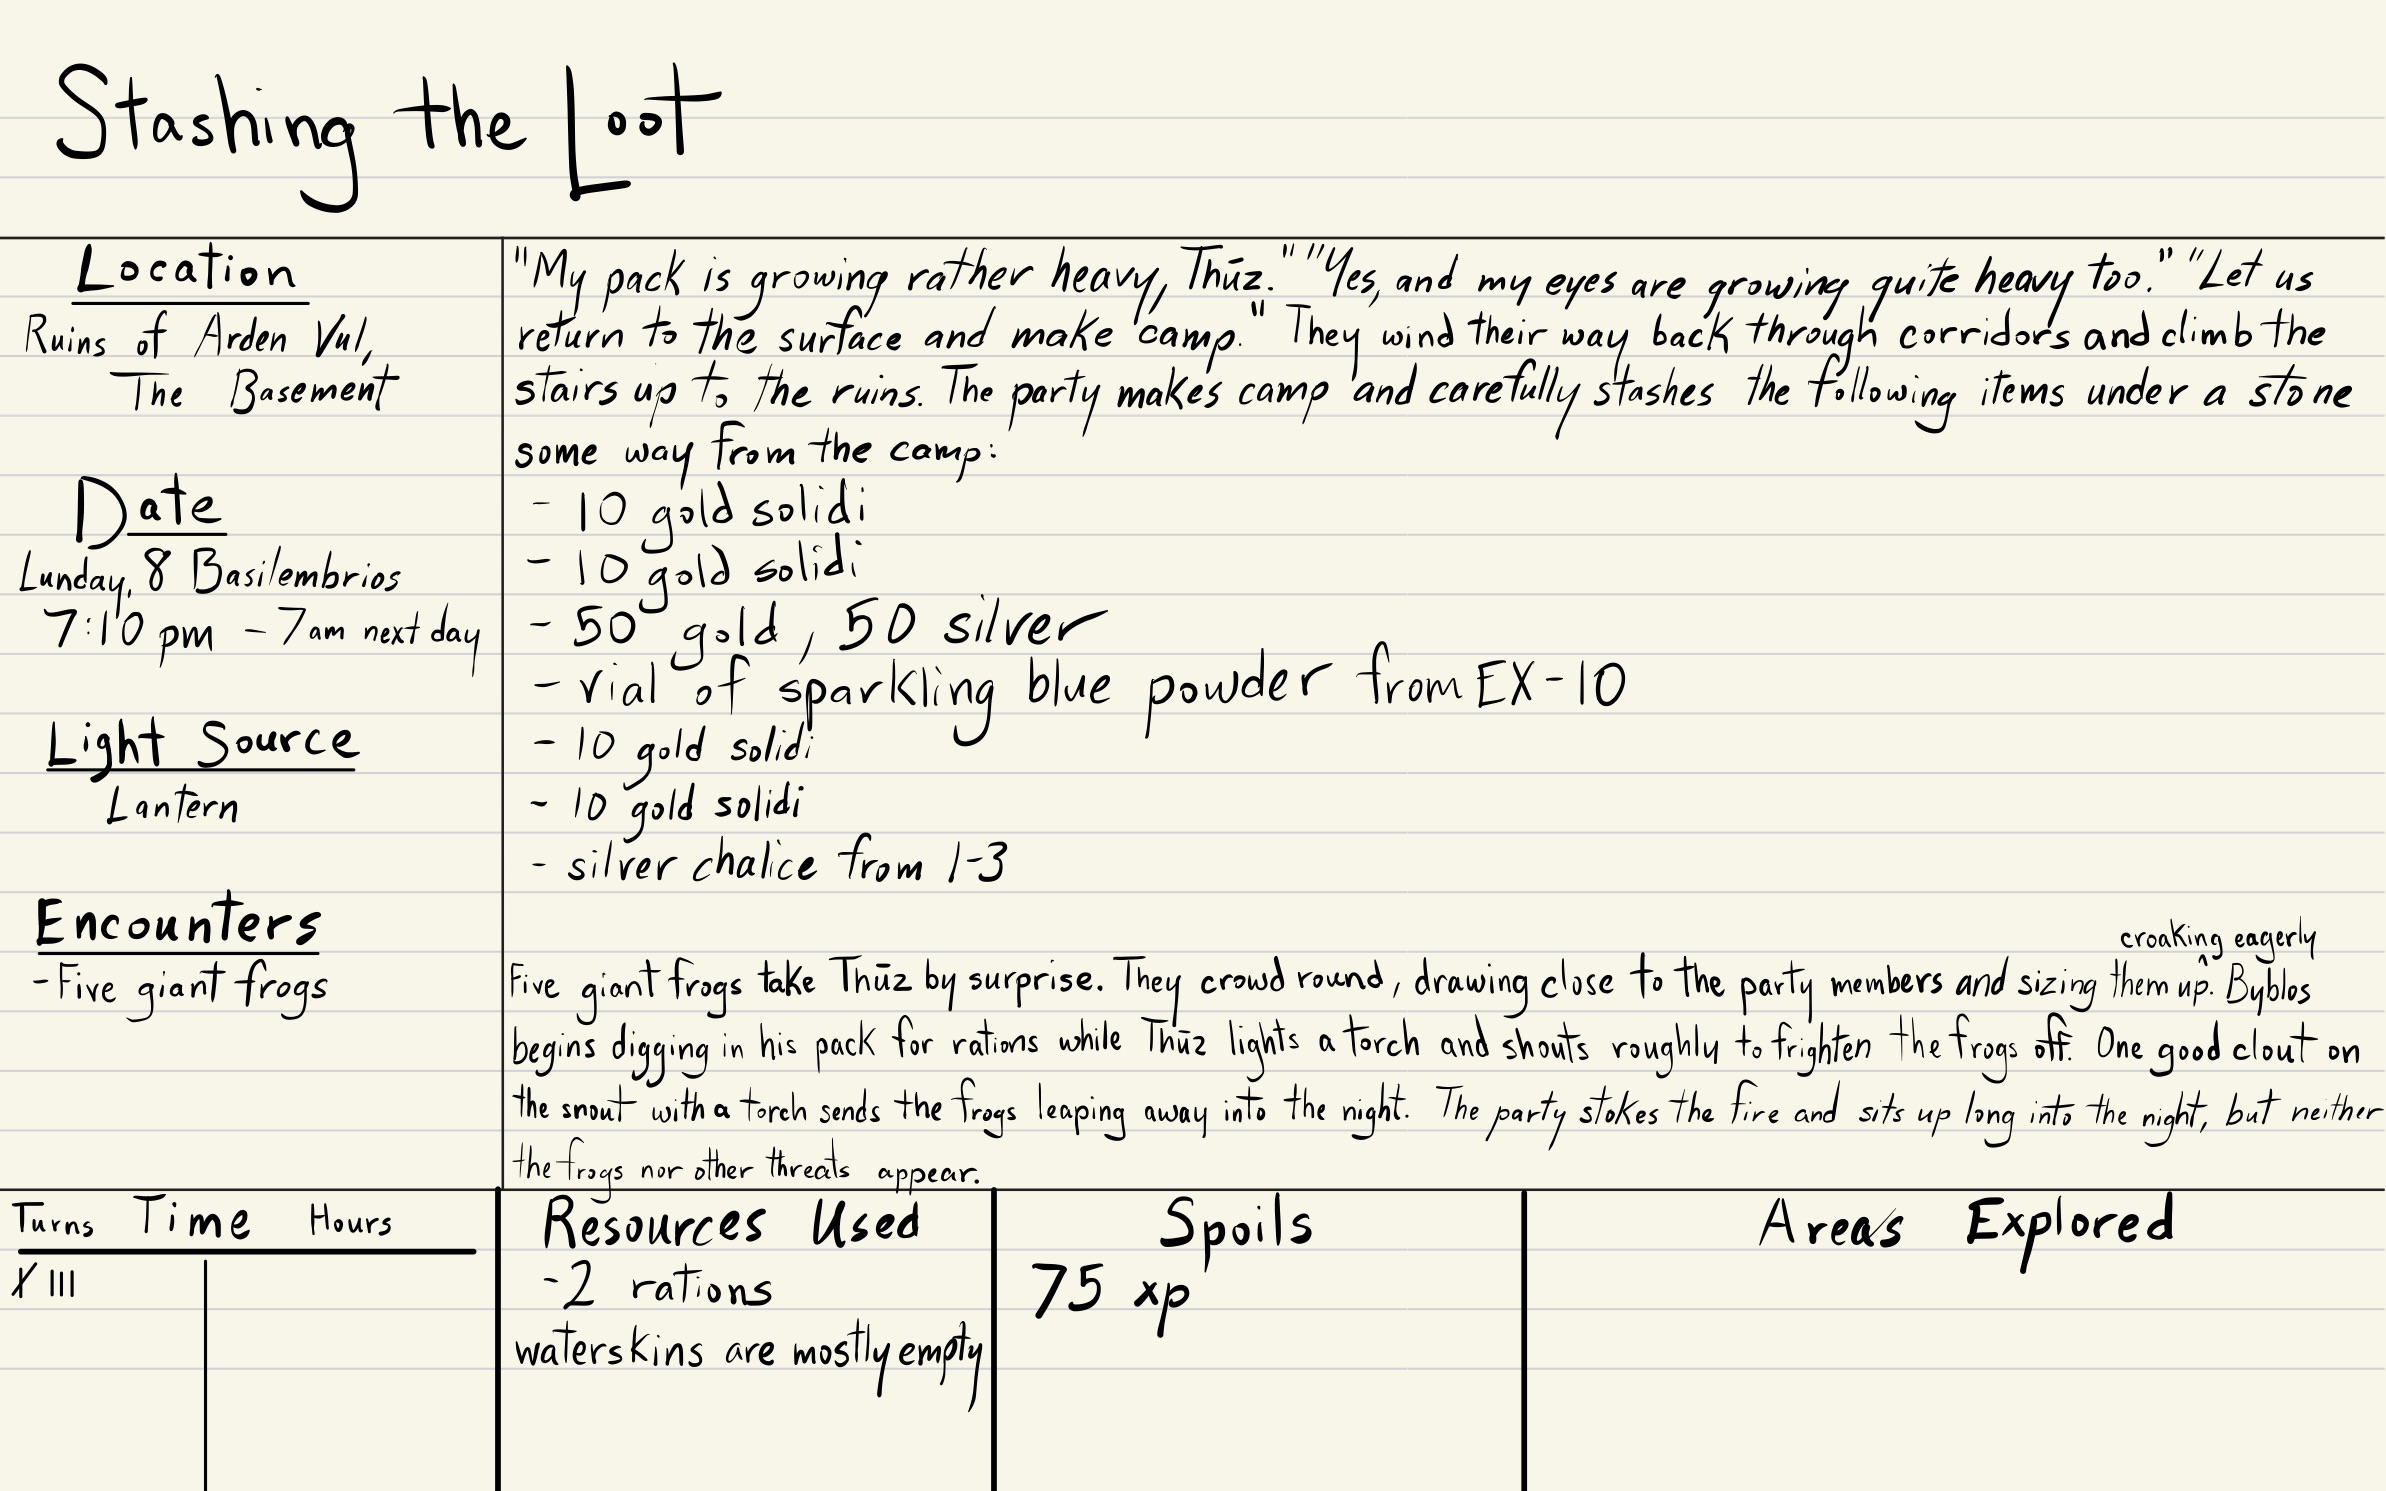 Stashing the Loot
Location
Ruins of Arden Vul,
The Basement
Date
Lunday, 8 Basilembrios
7:10 pm - 7am next day
Light Source
Lantern
Encounters
- Five giant frogs
"My pack is growing rather heavy, Thūz." "Yes, and my eyes are growing quite heavy too." "Let us
return to the surface and make camp." They wind their way back through corridors and climb the
stairs up to the ruins. The party makes camp and carefully stashes the following items under a stone
some way from the camp:
- 10 gold solidi
- 10 gold solidi
- 50 gold, 50 silver
- vial of sparkling blue powder from EX-10
- 10 gold solidi
- 10 gold solidi
- silver chalice from 1-3
croaking eagerly
Five giant frogs take Thūz by surprise. They crowd round, drawing close to the party members and sizing them up^. Byblos
begins digging in his pack for rations while Thūz lights a torch and shouts roughly to frighten the frogs off. One good clout on
the snout with a torch sends the frogs leaping away into the night. The party stokes the fire and sits up long into the night, but neither
the frogs nor other threats appear.
Turns Time Hours
X III
Resources Used
-2 rations
waterskins are mostly empty
Spoils
75 xp
Areas Explored